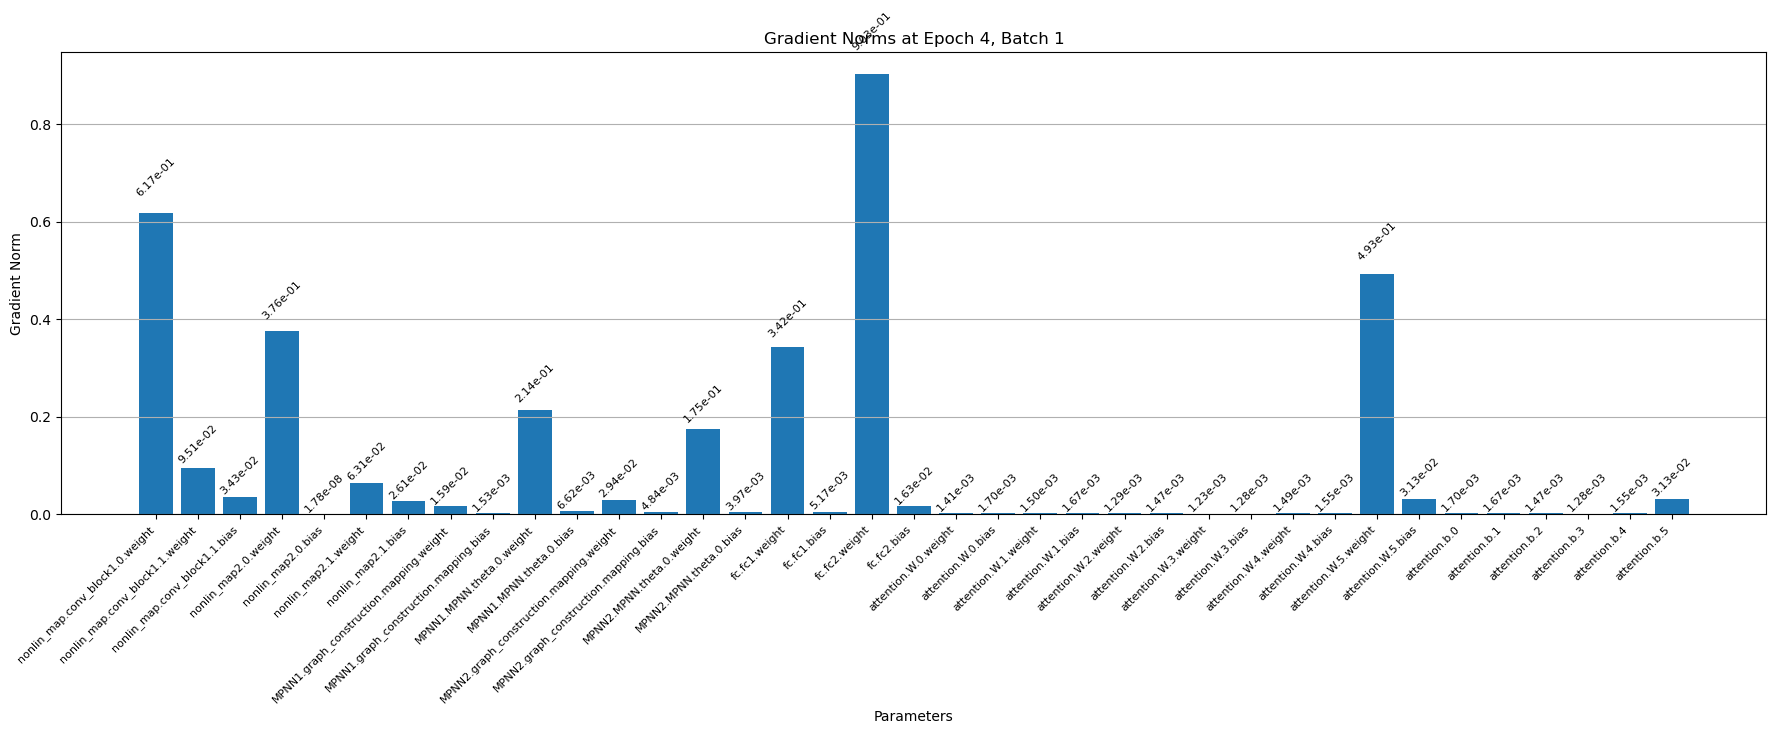 Gradient Norms at Epoch 4, Batch 1
Gradient Norm
0.8
0.6
0.4
0.2
0.0
6.17e-01
9.51e-02
3.43e-02
3.76e-01
1.78e-08
6.31e-02
2.61e-02
1.59e-02
1.53e-03
2.14e-01
6.62e-03
2.94e-02
4.84e-03
1.75e-01
3.97e-03
3.42e-01
5.17e-03
1.63e-02
1.41e-03
1.70e-03
1.50e-03
1.67e-03
1.29e-03
1.47e-03
1.23e-03
1.28e-03
1.49e-03
1.55e-03
4.93e-01
3.13e-02
1.70e-03
1.67e-03
1.47e-03
1.28e-03
1.55e-03
3.13e-02
nonlin_map.conv_block1.0.weight
nonlin_map.conv_block1.1.weight
nonlin_map.conv_block1.1.bias
nonlin_map2.0.weight
nonlin_map2.0.bias
nonlin_map2.1.weight
nonlin_map2.1.bias
MPNN1.graph_construction.mapping.weight
MPNN1.graph_construction.mapping.bias
MPNN1.MPNN.theta.0.weight
MPNN1.MPNN.theta.0.bias
MPNN2.graph_construction.mapping.weight
MPNN2.graph_construction.mapping.bias
MPNN2.MPNN.theta.0.weight
MPNN2.MPNN.theta.0.bias
fc.fc1.weight
fc.fc1.bias
fc.fc2.weight
fc.fc2.bias
attention.W.0.weight
attention.W.0.bias
attention.W.1.weight
attention.W.1.bias
attention.W.2.weight
attention.W.2.bias
attention.W.3.weight
attention.W.3.bias
attention.W.4.weight
attention.W.4.bias
attention.W.5.weight
attention.W.5.bias
attention.b.0
attention.b.1
attention.b.2
attention.b.3
attention.b.4
attention.b.5
Parameters